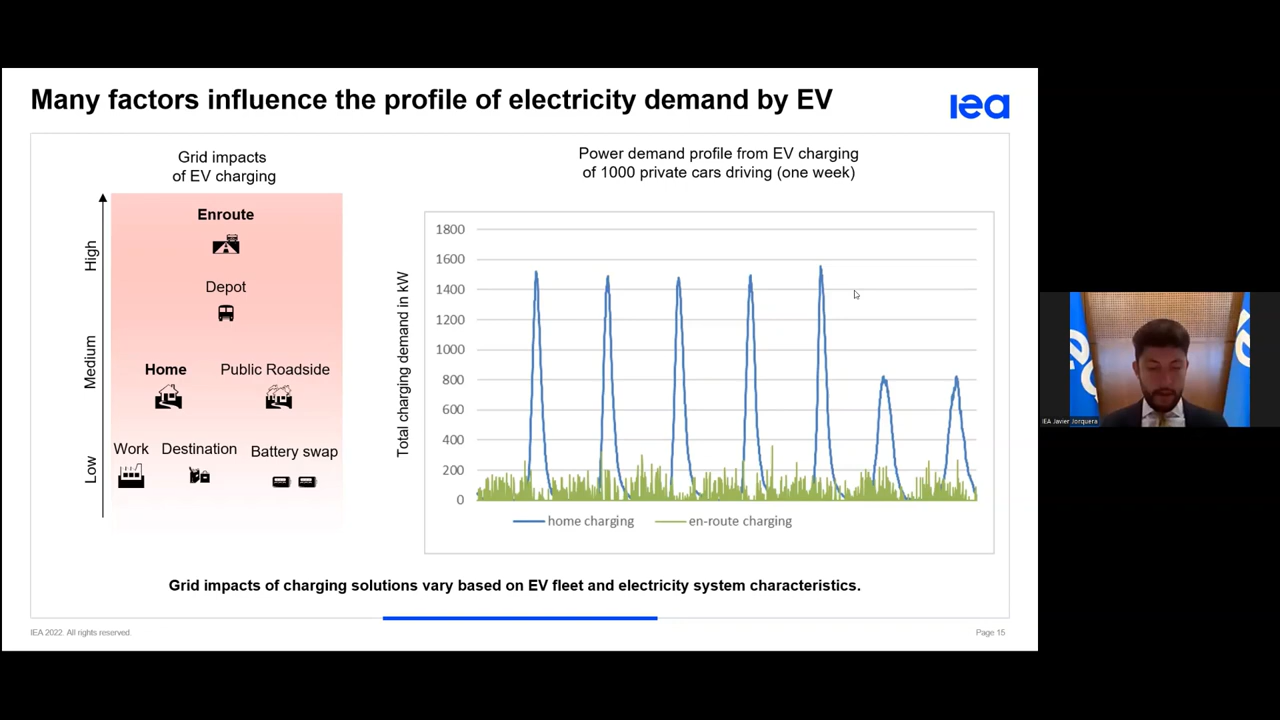 Many factors influence the profile of electricity demand by EV
iea
Grid impacts
of EV charging
High
Medium
Low
Enroute
Depot
Home
Public Roadside
Work
Destination
Battery swap
Power demand profile from EV charging
of 1000 private cars driving (one week)
Total charging demand in kW
1800
1600
1400
1200
1000
800
600
400
200
0
home charging
en-route charging
Grid impacts of charging solutions vary based on EV fleet and electricity system characteristics.
IEA 2022. All rights reserved.
Page 15
IEA Javier Jorquera